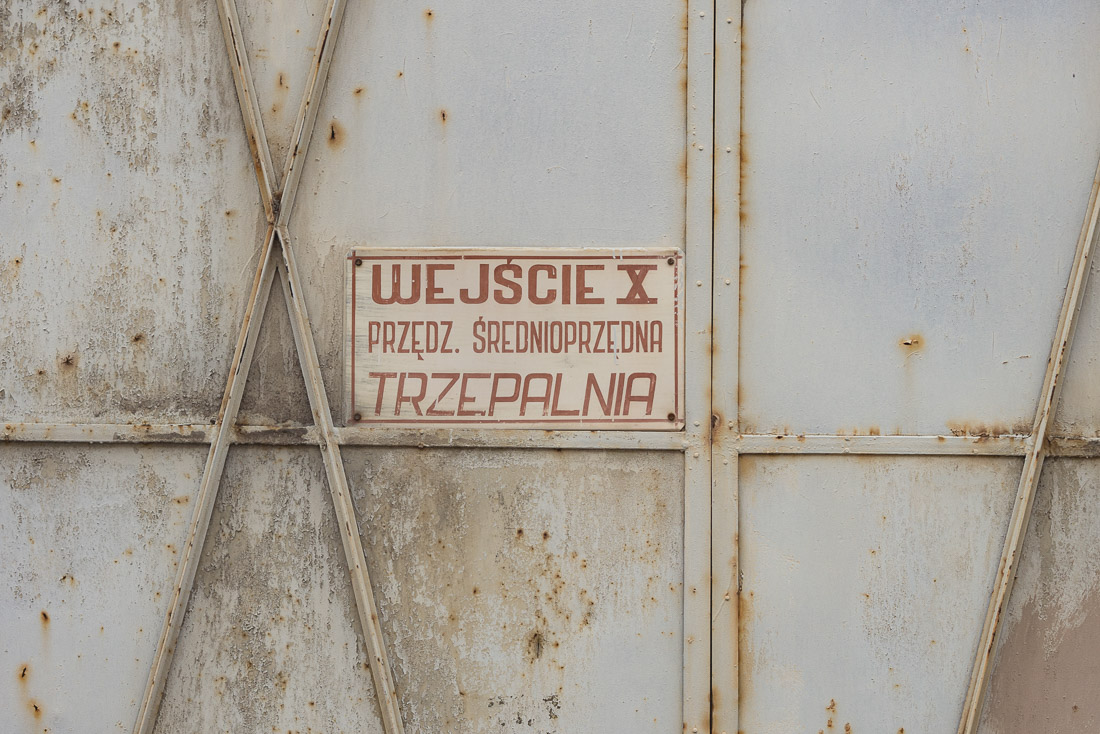 WEJŚCIE X
PRZĘDZ. ŚREDNIOPRZĘDNA
TRZEPALNIA